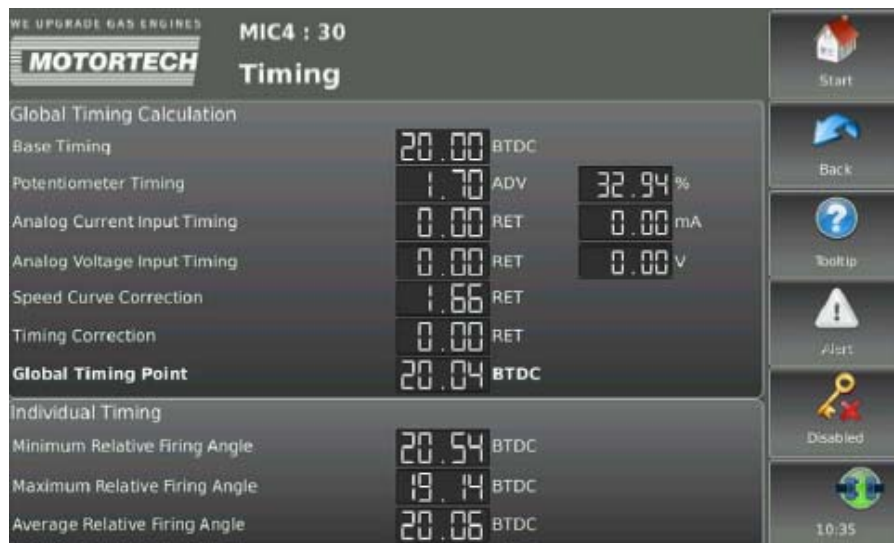 WE UPGRADE GAS ENGINES
MOTORTECH
MIC4 : 30
Timing
Start
Global Timing Calculation
Base Timing 20.00 BTDC
Potentiometer Timing 1.70 ADV 32.94 %
Analog Current Input Timing 0.00 RET 0.00 mA
Analog Voltage Input Timing 0.00 RET 0.00 V
Speed Curve Correction 1.66 RET
Timing Correction 0.00 RET
Global Timing Point 20.04 BTDC
Individual Timing
Minimum Relative Firing Angle 20.54 BTDC
Maximum Relative Firing Angle 19.14 BTDC
Average Relative Firing Angle 20.06 BTDC
Back
Tooltip
Alert
Disabled
10:35